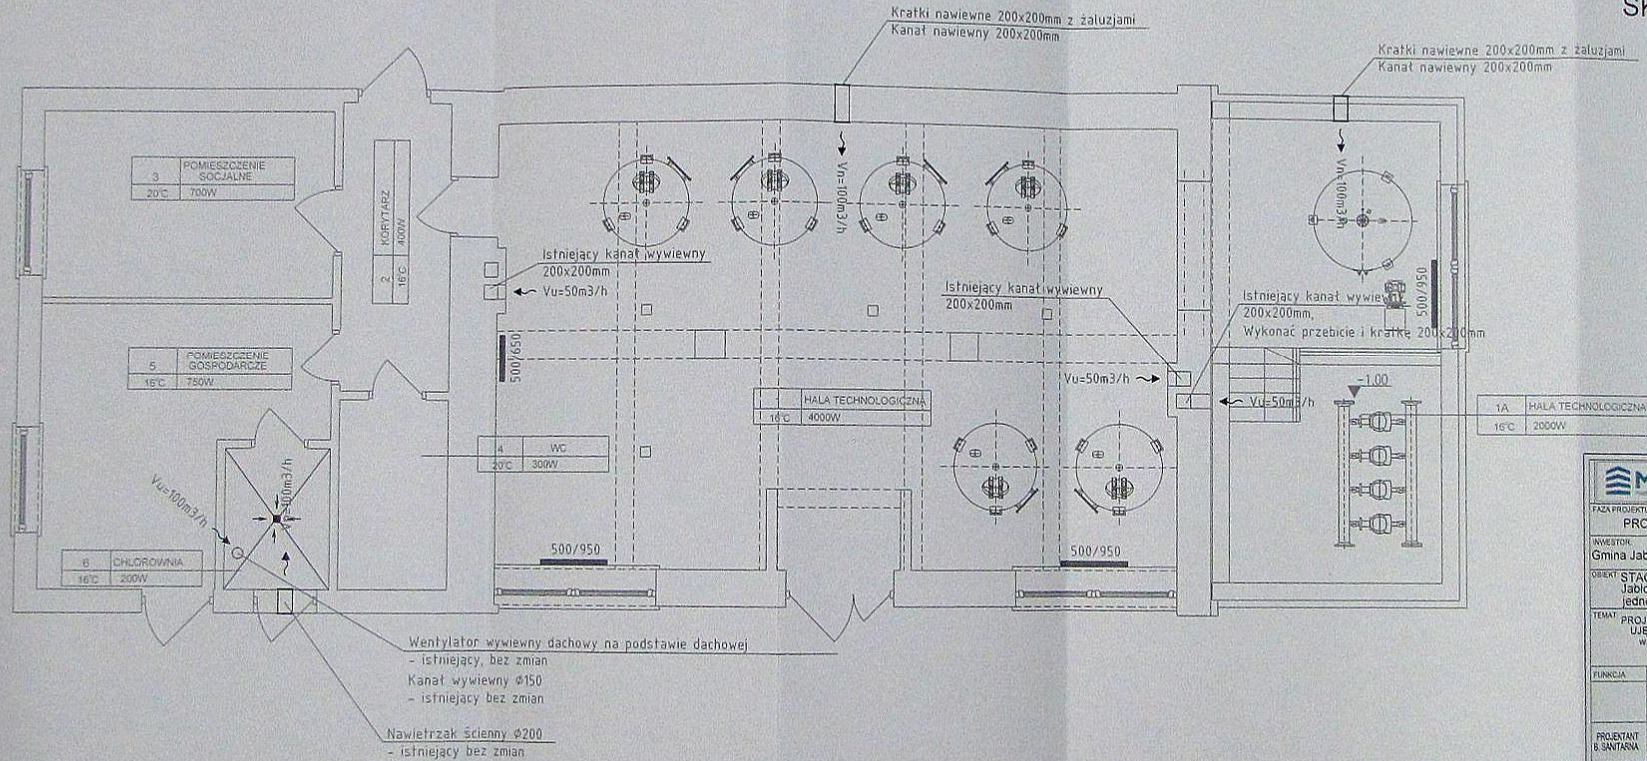 Kratki nawiewne 200x200mm z żaluzjami
Kanał nawiewny 200x200mm
Kratki nawiewne 200x200mm z żaluzjami
Kanał nawiewny 200x200mm
3 POMIESZCZENIE SOCJALNE
20°C 700W
2 KORYTARZ
16°C 400W
Vn=100m3/h
Vn=100m3/h
Istniejący kanał wywiewny
200x200mm
Vu=50m3/h
Istniejący kanał wywiewny
200x200mm
Istniejący kanał wywiewny
200x200mm,
Wykonać przebicie i kratkę 200x200mm
500/950
500/650
5 POMIESZCZENIE GOSPODARCZE
16°C 750W
Vu=50m3/h
Vu=50m3/h
-1.00
HALA TECHNOLOGICZNA
16°C 4000W
1A HALA TECHNOLOGICZNA
16°C 2000W
4 WC
20°C 300W
Vu=100m3/h
6 CHLOROWNIA
16°C 200W
500/950
500/950
Wentylator wywiewny dachowy na podstawie dachowej
- istniejący, bez zmian
Kanał wywiewny ø150
- istniejący bez zmian
Nawietrzak ścienny ø200
- istniejący bez zmian
INWESTOR:
Gmina
OBIEKT
TEMAT
FUNKCJA
PROJEKTANT
B. SANITARNA